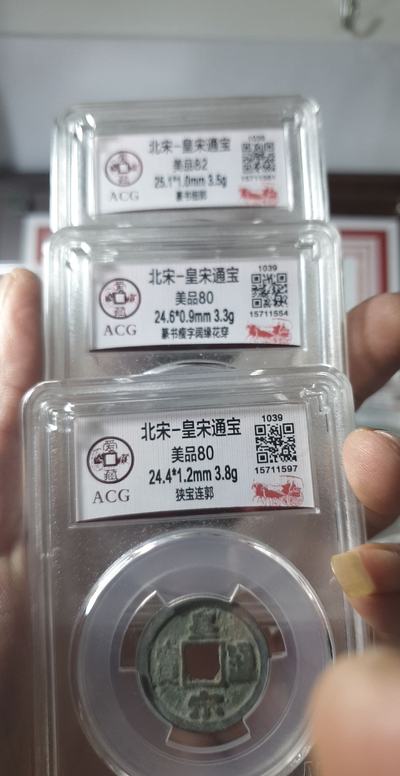 1039
北宋-皇宋通宝
美品82
25.1*1.0mm 3.5g
ACG
1039
北宋-皇宋通宝
美品80
24.6*0.9mm 3.3g
15711554
篆书瘦字阔缘花穿
ACG
1039
北宋-皇宋通宝
美品80
24.4*1.2mm 3.8g
15711597
狭宝连郭
ACG
皇宋